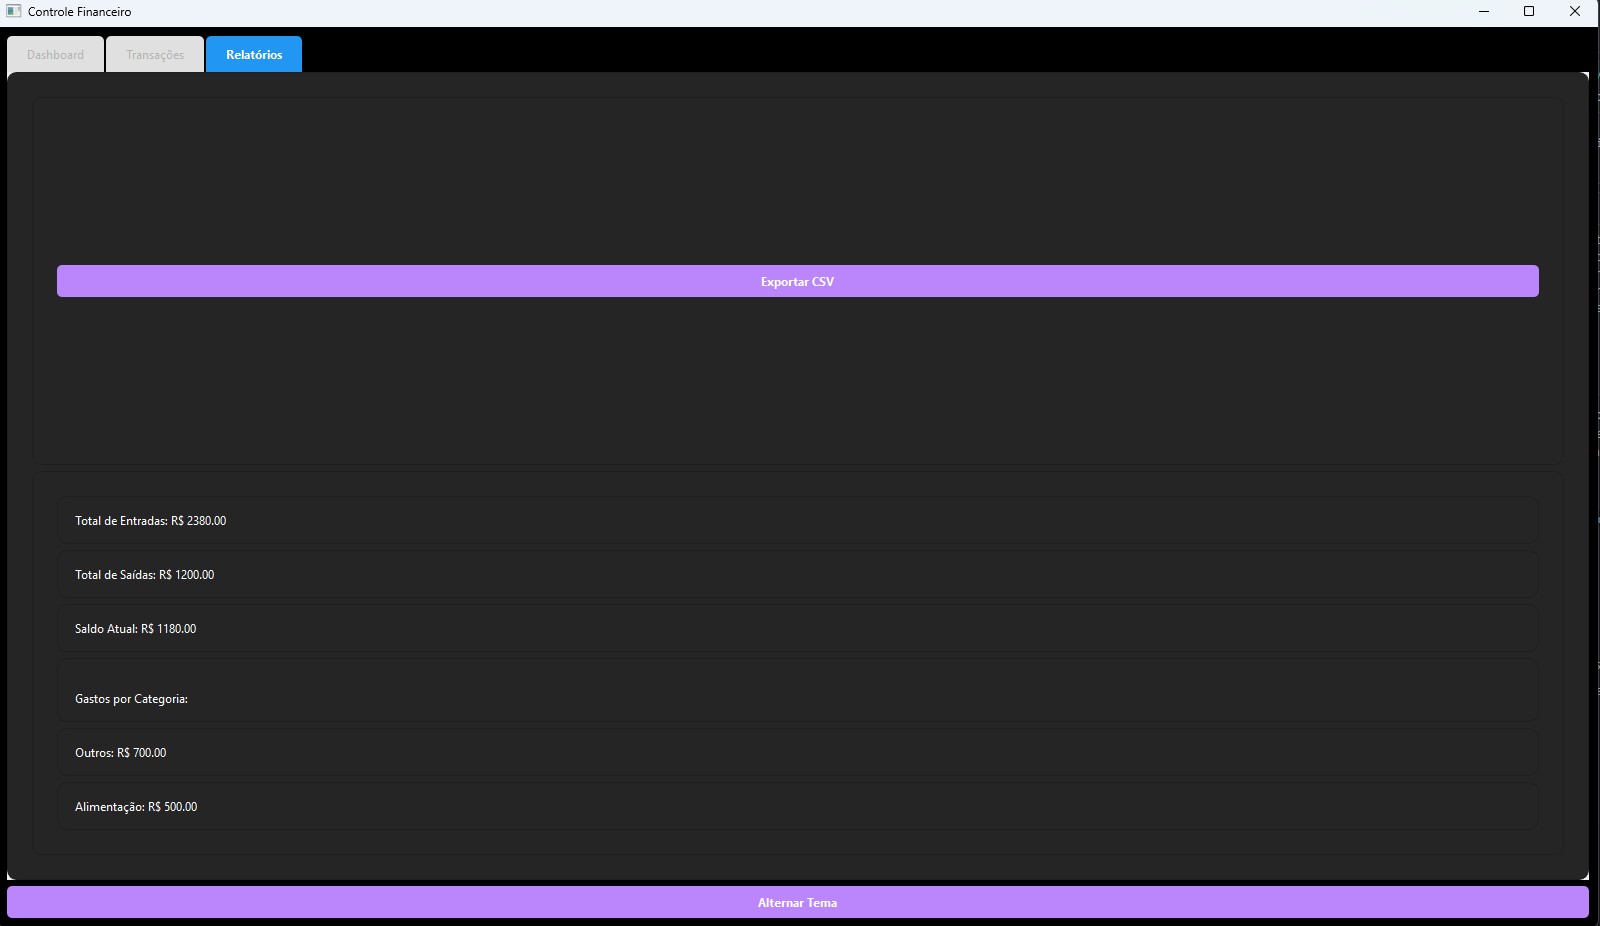 Controle Financeiro
Dashboard
Transações
Relatórios
Exportar CSV
Total de Entradas: R$ 2380.00
Total de Saídas: R$ 1200.00
Saldo Atual: R$ 1180.00
Gastos por Categoria:
Outros: R$ 700.00
Alimentação: R$ 500.00
Alternar Tema